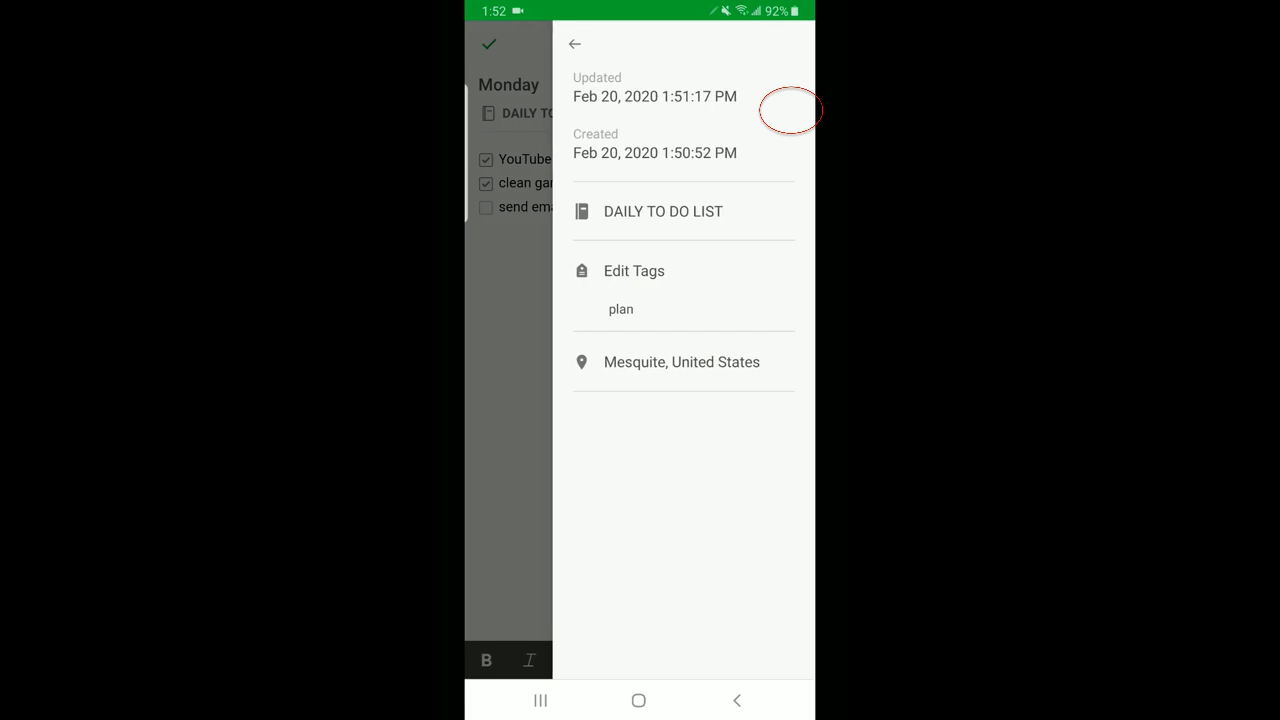 1:52
92%
Monday
DAILY TO
YouTube
clean gar
send ema
Updated
Feb 20, 2020 1:51:17 PM
Created
Feb 20, 2020 1:50:52 PM
DAILY TO DO LIST
Edit Tags
plan
Mesquite, United States
B I